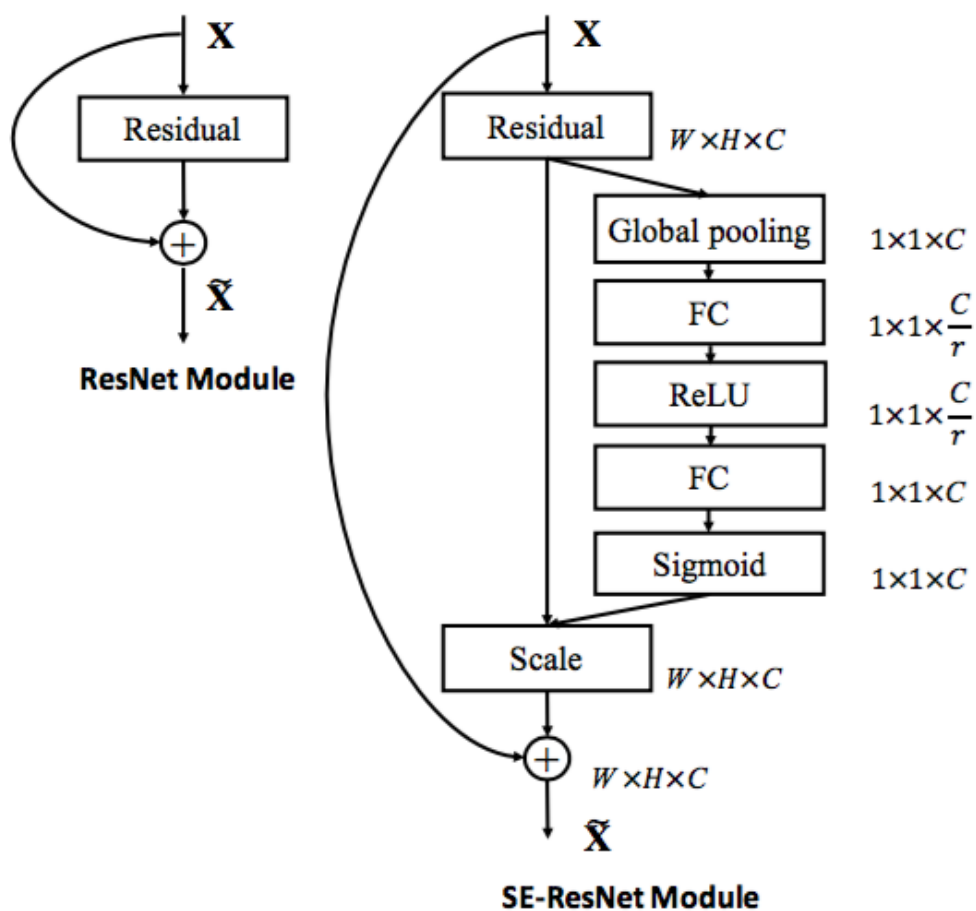 X
Residual
+
X̃
ResNet Module
X
Residual
W×H×C
Global pooling
1×1×C
FC
1×1×C/r
ReLU
1×1×C/r
FC
1×1×C
Sigmoid
1×1×C
Scale
W×H×C
+
W×H×C
X̃
SE-ResNet Module